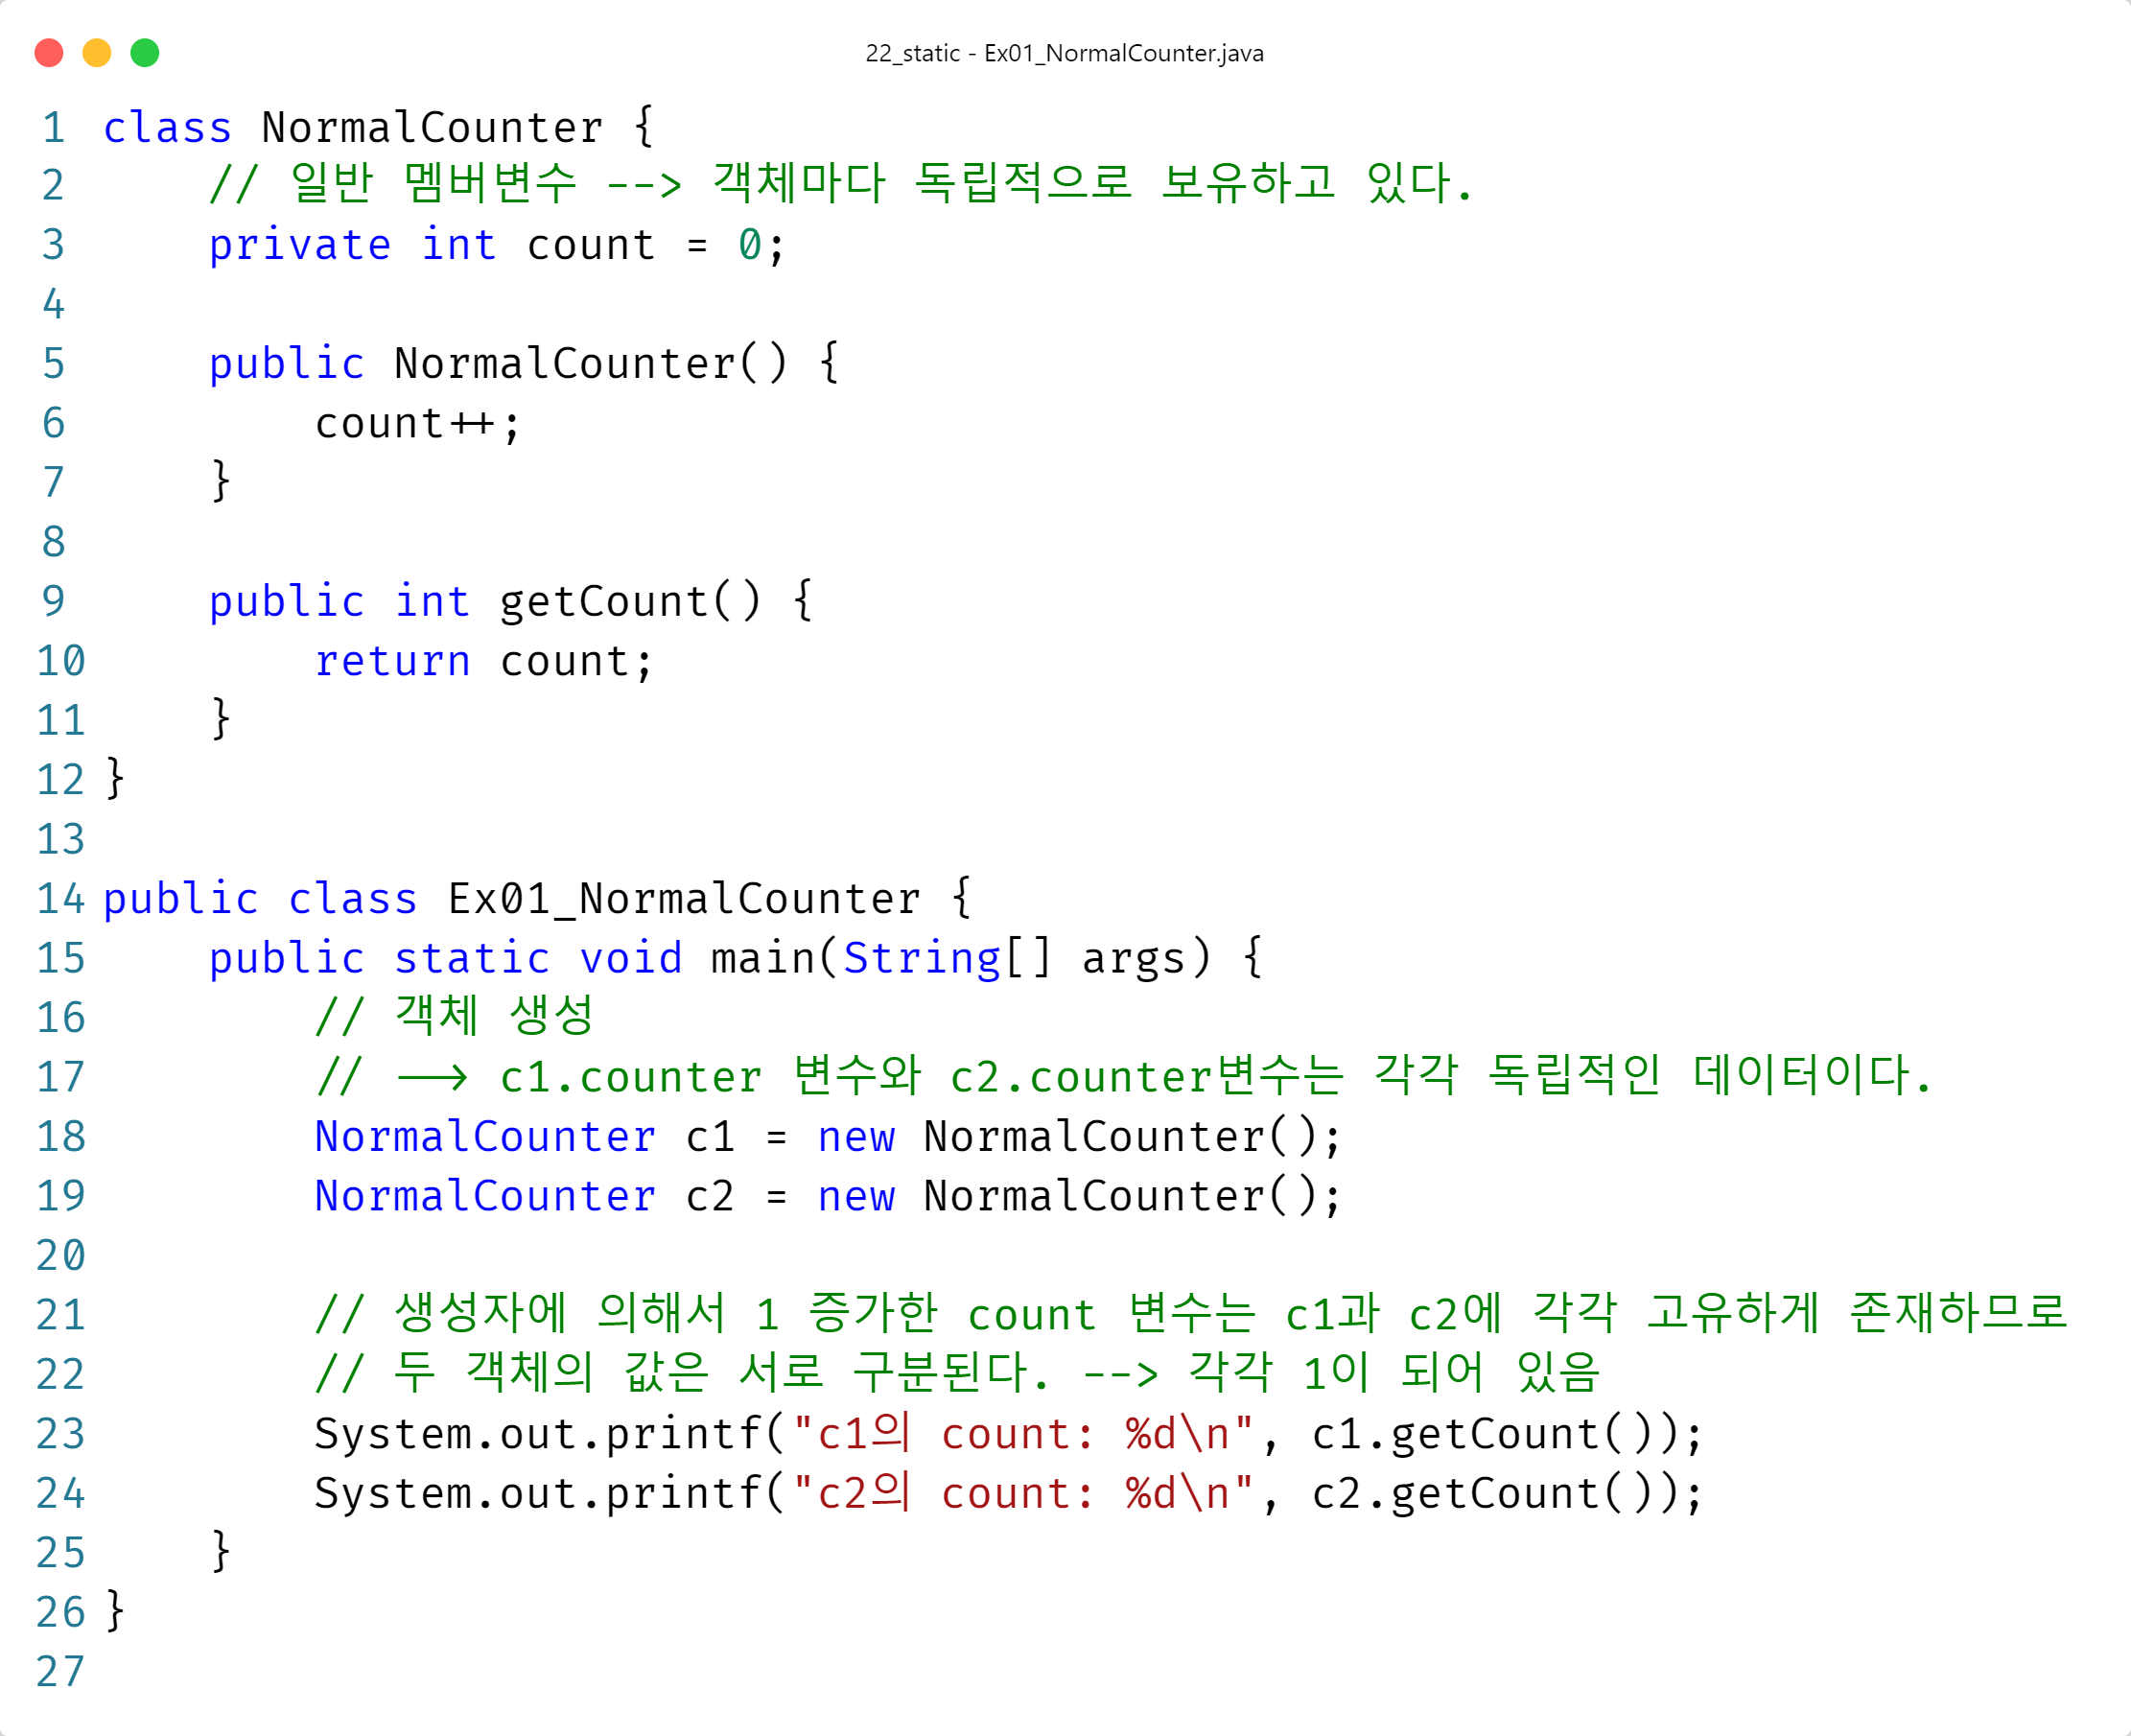 22_static - Ex01_NormalCounter.java
1 class NormalCounter {
2     // 일반 멤버변수 --> 객체마다 독립적으로 보유하고 있다.
3     private int count = 0;
4
5     public NormalCounter() {
6         count++;
7     }
8
9     public int getCount() {
10         return count;
11     }
12 }
13
14 public class Ex01_NormalCounter {
15     public static void main(String[] args) {
16         // 객체 생성
17         // --> c1.counter 변수와 c2.counter변수는 각각 독립적인 데이터이다.
18         NormalCounter c1 = new NormalCounter();
19         NormalCounter c2 = new NormalCounter();
20
21         // 생성자에 의해서 1 증가한 count 변수는 c1과 c2에 각각 고유하게 존재하므로
22         // 두 객체의 값은 서로 구분된다. --> 각각 1이 되어 있음
23         System.out.printf("c1의 count: %d\n", c1.getCount());
24         System.out.printf("c2의 count: %d\n", c2.getCount());
25     }
26 }
27